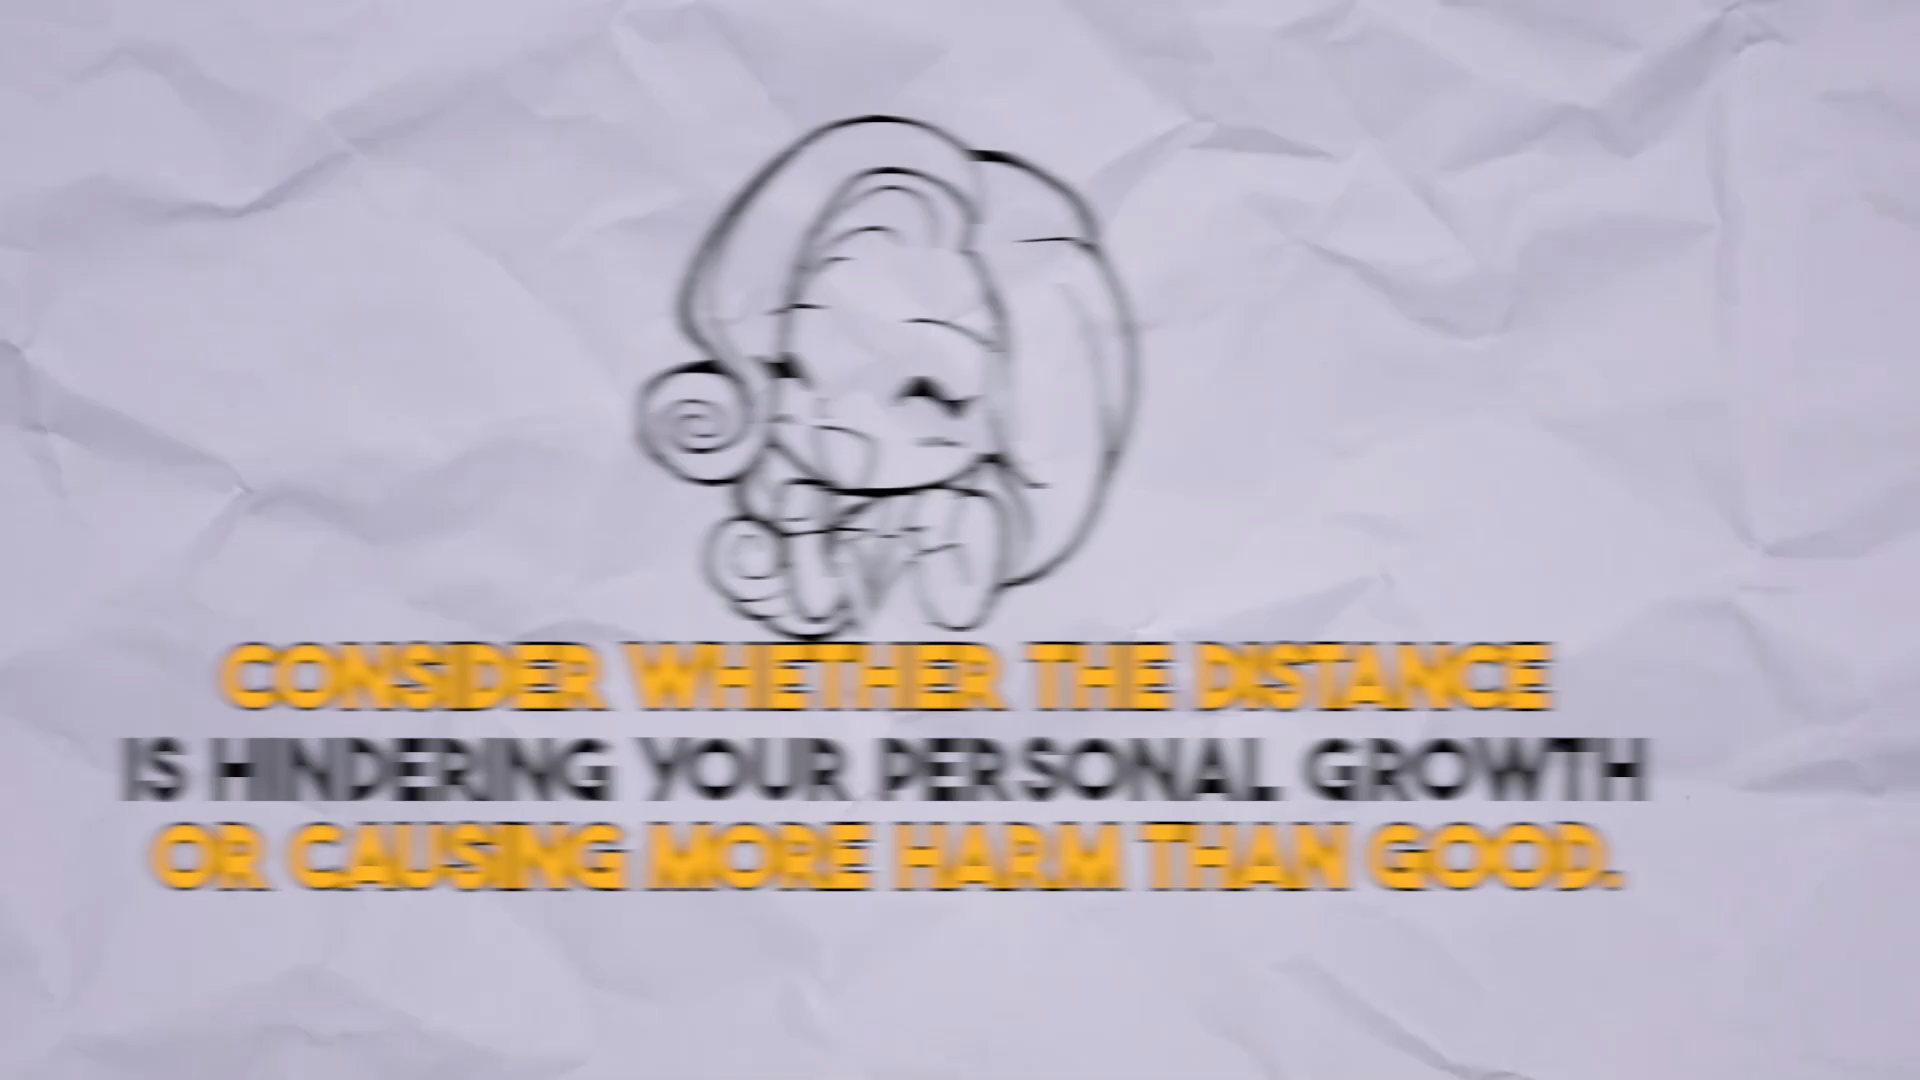 CONSIDER WHETHER THE DISTANCE
IS HINDERING YOUR PERSONAL GROWTH
OR CAUSING MORE HARM THAN GOOD.